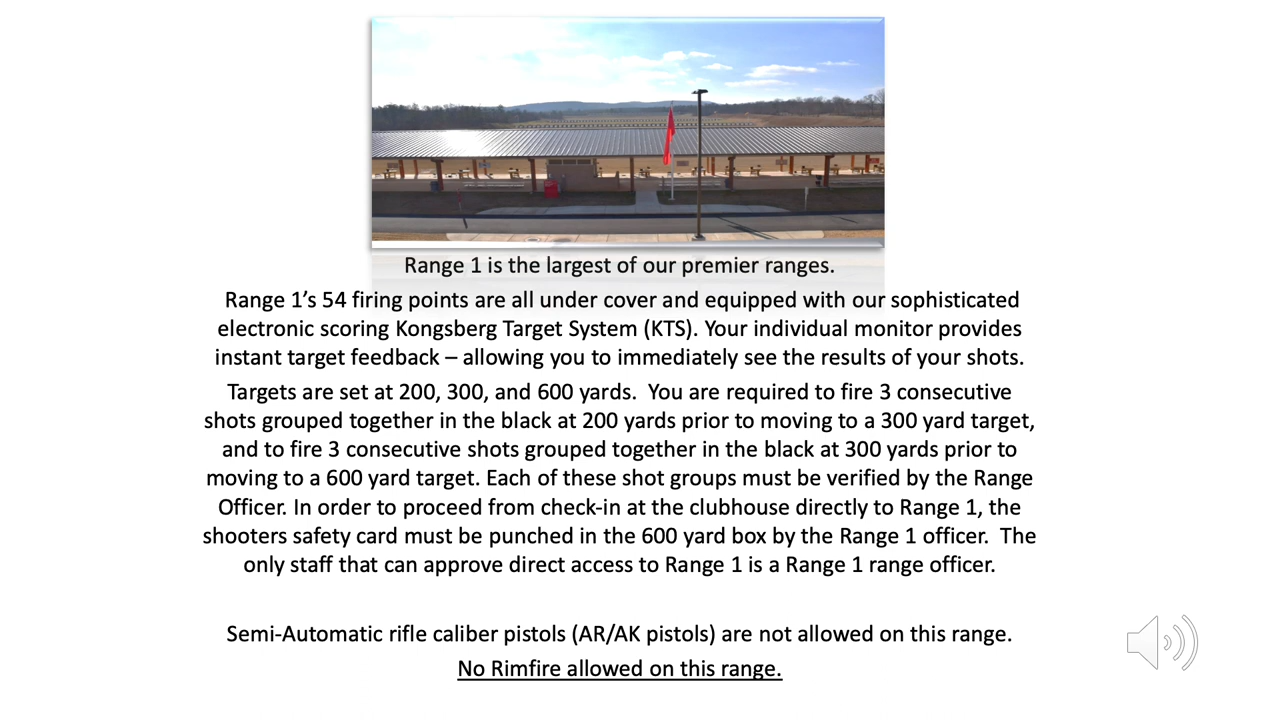 Range 1 is the largest of our premier ranges.
Range 1’s 54 firing points are all under cover and equipped with our sophisticated
electronic scoring Kongsberg Target System (KTS). Your individual monitor provides
instant target feedback – allowing you to immediately see the results of your shots.
Targets are set at 200, 300, and 600 yards.  You are required to fire 3 consecutive
shots grouped together in the black at 200 yards prior to moving to a 300 yard target,
and to fire 3 consecutive shots grouped together in the black at 300 yards prior to
moving to a 600 yard target. Each of these shot groups must be verified by the Range
Officer. In order to proceed from check-in at the clubhouse directly to Range 1, the
shooters safety card must be punched in the 600 yard box by the Range 1 officer.  The
only staff that can approve direct access to Range 1 is a Range 1 range officer.
Semi-Automatic rifle caliber pistols (AR/AK pistols) are not allowed on this range.
No Rimfire allowed on this range.